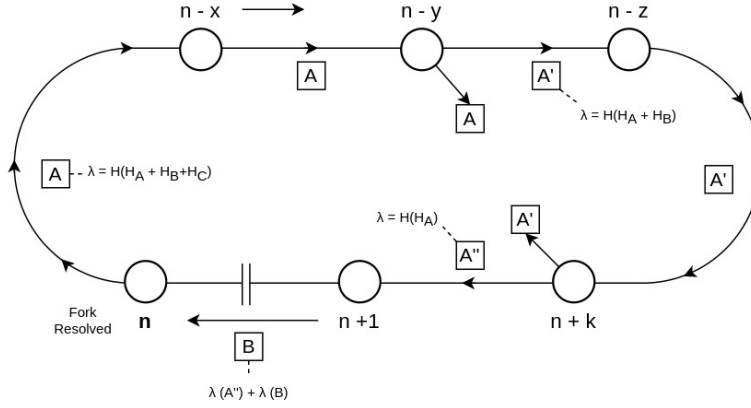 n - x
n - y
n - z
A
A'
A
λ = H(H_A + H_B)
A
λ = H(H_A + H_B+H_C)
A'
λ = H(H_A)
A'
A''
Fork
Resolved
n
n +1
n + k
B
λ (A'') + λ (B)